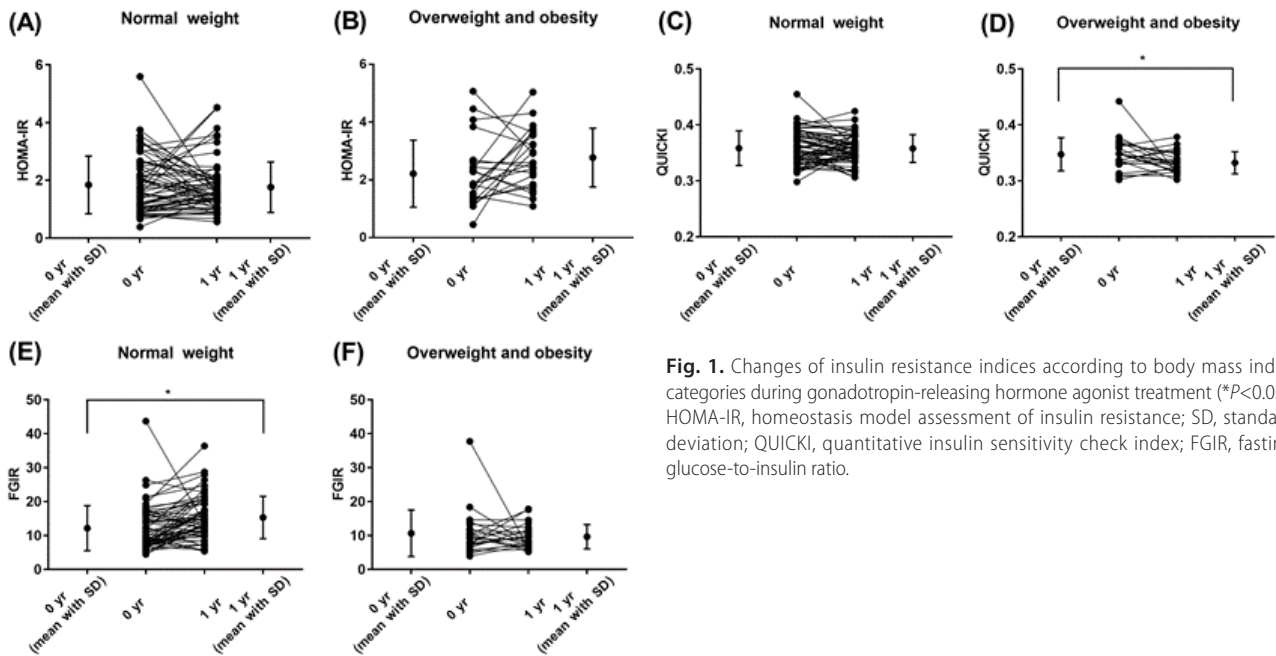 (A) Normal weight
HOMA-IR
6
4
2
0
0 yr
(mean with SD)
0 yr
1 yr
1 yr
(mean with SD)
(B) Overweight and obesity
HOMA-IR
6
4
2
0
0 yr
(mean with SD)
0 yr
1 yr
1 yr
(mean with SD)
(C) Normal weight
QUICKI
0.5
0.4
0.3
0.2
0 yr
(mean with SD)
0 yr
1 yr
1 yr
(mean with SD)
(D) Overweight and obesity
*
QUICKI
0.5
0.4
0.3
0.2
0 yr
(mean with SD)
0 yr
1 yr
1 yr
(mean with SD)
(E) Normal weight
*
FGIR
50
40
30
20
10
0
0 yr
(mean with SD)
0 yr
1 yr
1 yr
(mean with SD)
(F) Overweight and obesity
FGIR
50
40
30
20
10
0
0 yr
(mean with SD)
0 yr
1 yr
1 yr
(mean with SD)
Fig. 1. Changes of insulin resistance indices according to body mass ind
categories during gonadotropin-releasing hormone agonist treatment (*P<0.0
HOMA-IR, homeostasis model assessment of insulin resistance; SD, standa
deviation; QUICKI, quantitative insulin sensitivity check index; FGIR, fastin
glucose-to-insulin ratio.